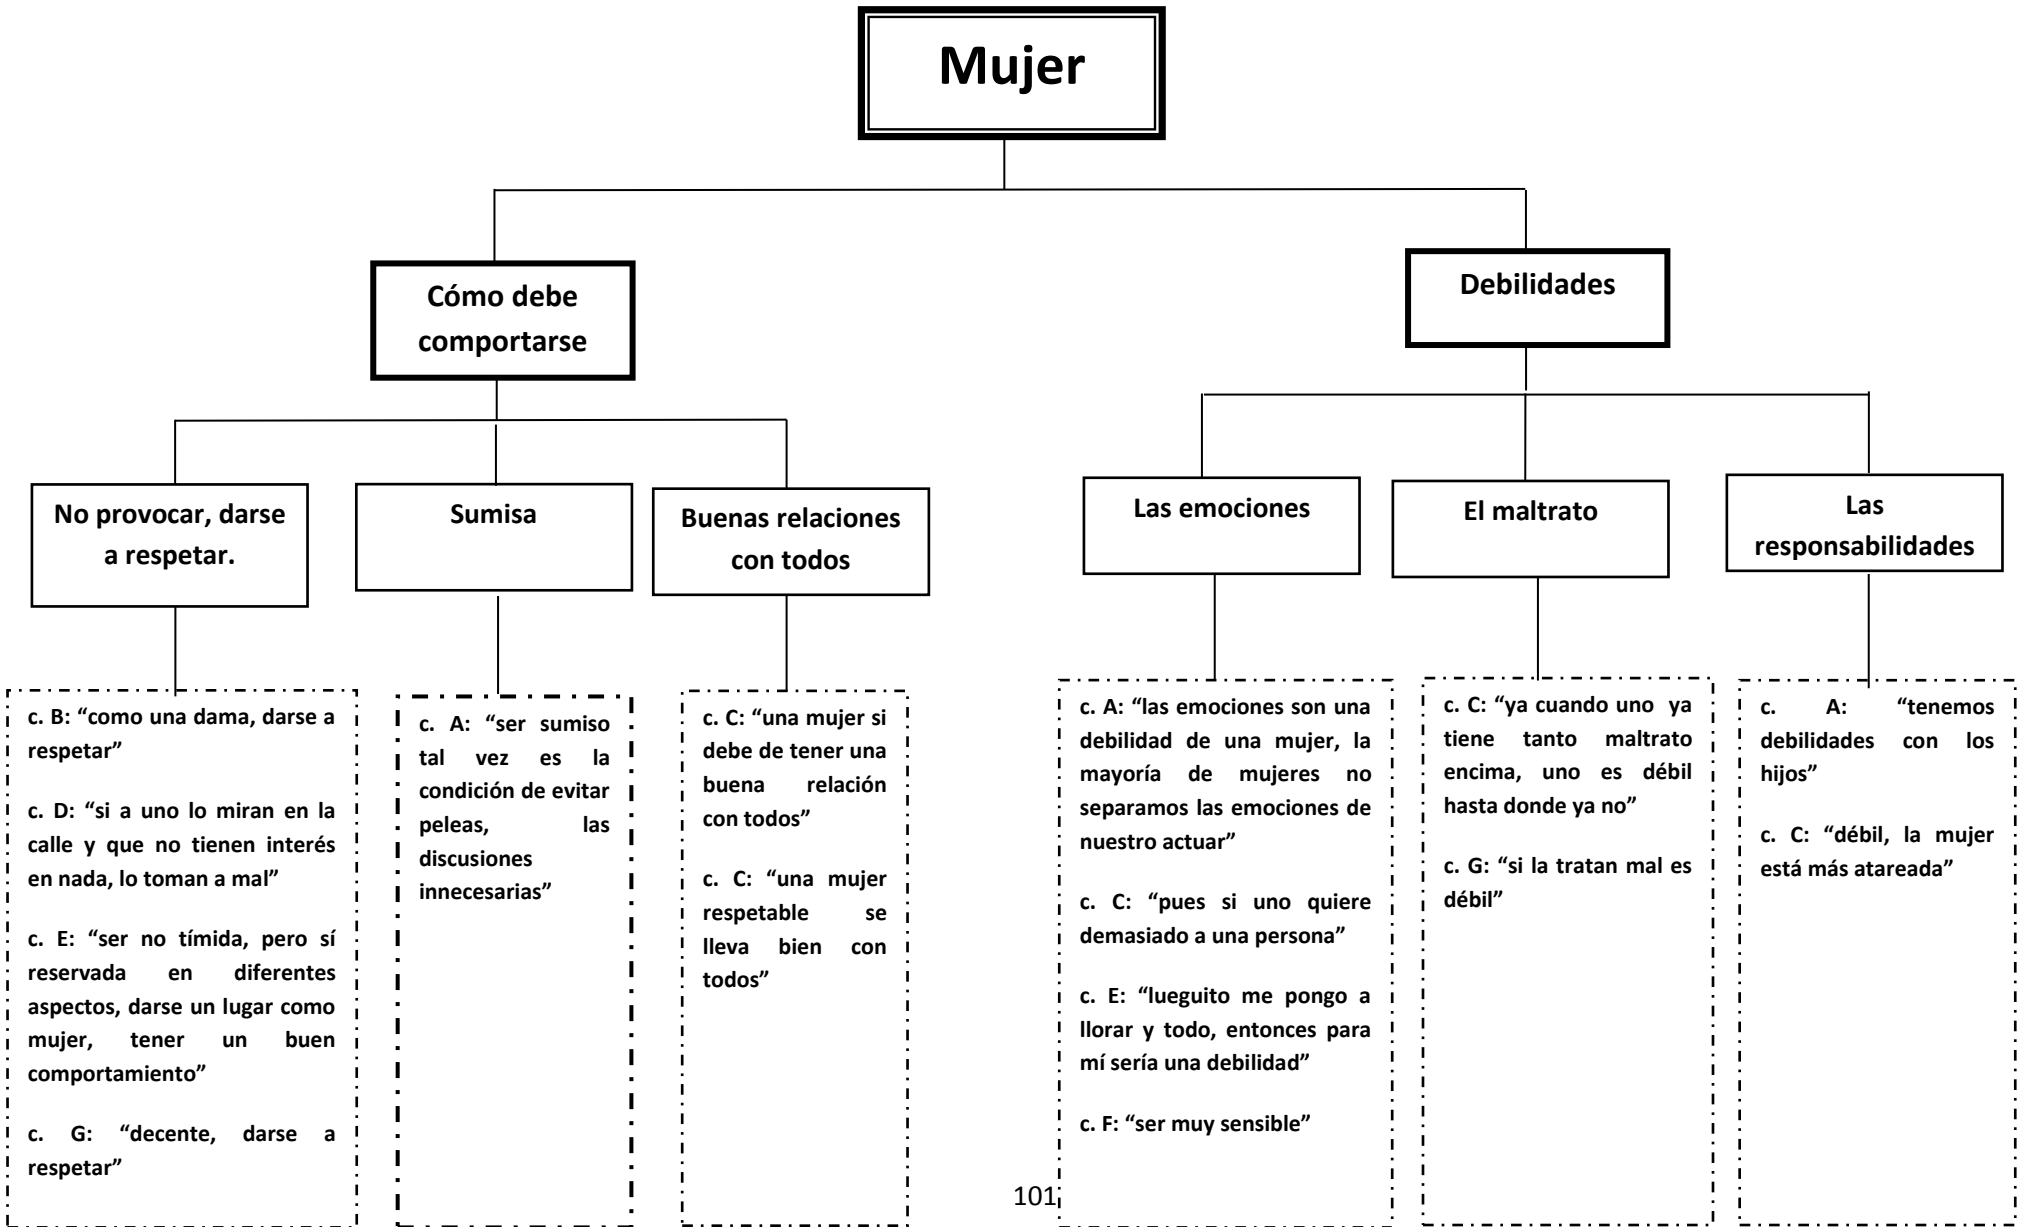 Mujer
Cómo debe
comportarse
Debilidades
No provocar, darse
a respetar.
Sumisa
Buenas relaciones
con todos
Las emociones
El maltrato
Las
responsabilidades
c. B: “como una dama, darse a
respetar”
c. D: “si a uno lo miran en la
calle y que no tienen interés
en nada, lo toman a mal”
c. E: “ser no tímida, pero sí
reservada en diferentes
aspectos, darse un lugar como
mujer, tener un buen
comportamiento”
c. G: “decente, darse a
respetar”
c. A: “ser sumiso
tal vez es la
condición de evitar
peleas, las
discusiones
innecesarias”
c. C: “una mujer si
debe de tener una
buena relación
con todos”
c. C: “una mujer
respetable se
lleva bien con
todos”
c. A: “las emociones son una
debilidad de una mujer, la
mayoría de mujeres no
separamos las emociones de
nuestro actuar”
c. C: “pues si uno quiere
demasiado a una persona”
c. E: “lueguito me pongo a
llorar y todo, entonces para
mí sería una debilidad”
c. F: “ser muy sensible”
c. C: “ya cuando uno ya
tiene tanto maltrato
encima, uno es débil
hasta donde ya no”
c. G: “si la tratan mal es
débil”
c. A: “tenemos
debilidades con los
hijos”
c. C: “débil, la mujer
está más atareada”
101